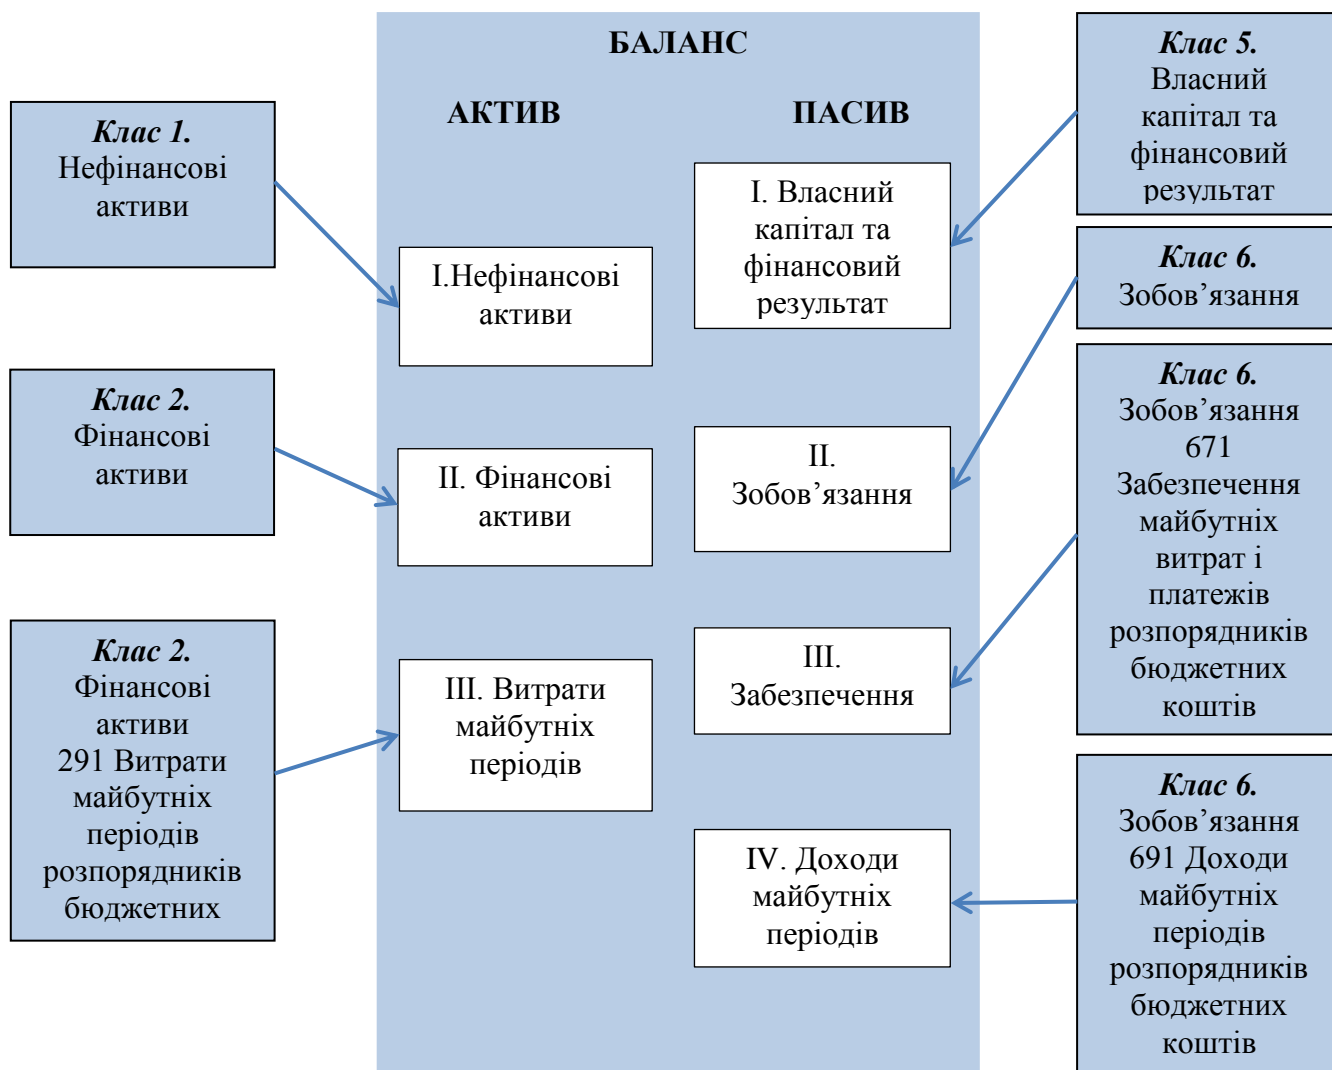 БАЛАНС
АКТИВ
ПАСИВ
Клас 1.
Нефінансові
активи
Клас 2.
Фінансові
активи
Клас 2.
Фінансові
активи
291 Витрати
майбутніх
періодів
розпорядників
бюджетних
I.Нефінансові
активи
II. Фінансові
активи
III. Витрати
майбутніх
періодів
I. Власний
капітал та
фінансовий
результат
II.
Зобов’язання
III.
Забезпечення
IV. Доходи
майбутніх
періодів
Клас 5.
Власний
капітал та
фінансовий
результат
Клас 6.
Зобов’язання
Клас 6.
Зобов’язання
671
Забезпечення
майбутніх
витрат і
платежів
розпорядників
бюджетних
коштів
Клас 6.
Зобов’язання
691 Доходи
майбутніх
періодів
розпорядників
бюджетних
коштів